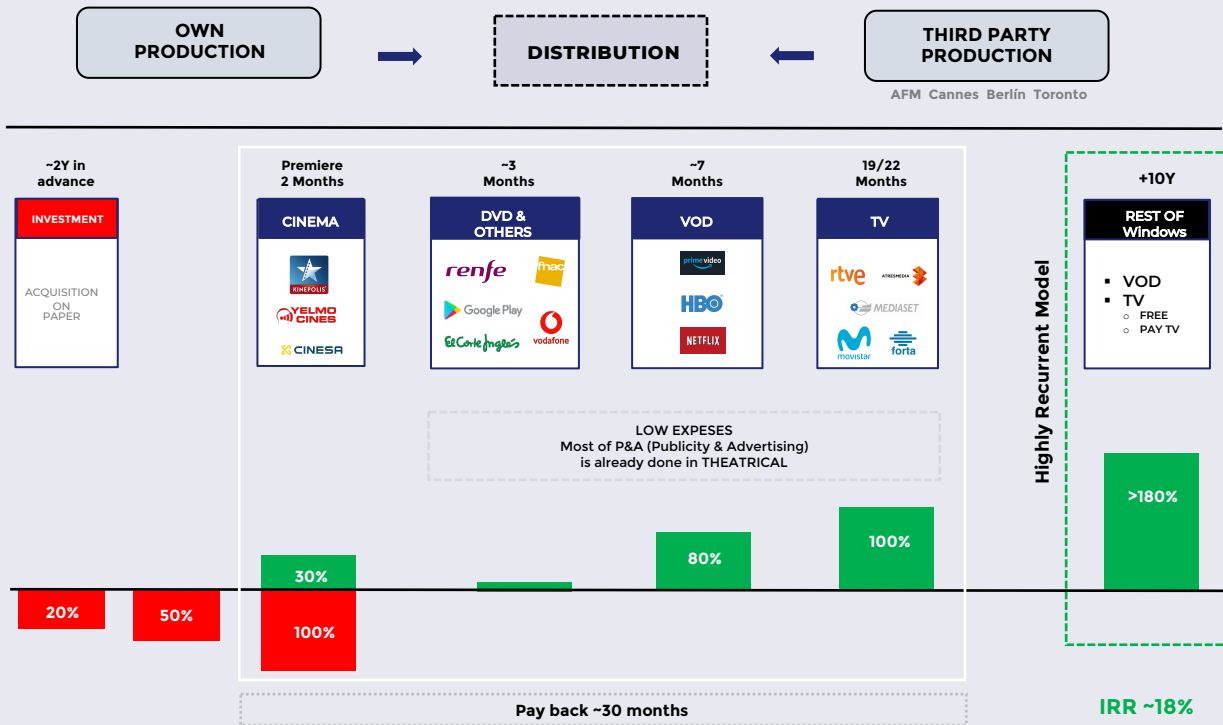 OWN
PRODUCTION
DISTRIBUTION
THIRD PARTY
PRODUCTION
AFM Cannes Berlín Toronto
~2Y in
advance
INVESTMENT
ACQUISITION
ON
PAPER
Premiere
2 Months
CINEMA
KINEPOLIS
YELMO
CINES
CINESA
~3
Months
DVD &
OTHERS
renfe
fnac
Google Play
vodafone
El Corte Inglés
~7
Months
VOD
prime video
HBO
NETFLIX
19/22
Months
TV
rtve
ATRESMEDIA
MEDIASET
movistar
forta
Highly Recurrent Model
+10Y
REST OF
Windows
▪ VOD
▪ TV
○ FREE
○ PAY TV
LOW EXPESES
Most of P&A (Publicity & Advertising)
is already done in THEATRICAL
20%
50%
30%
100%
80%
100%
>180%
Pay back ~30 months
IRR ~18%